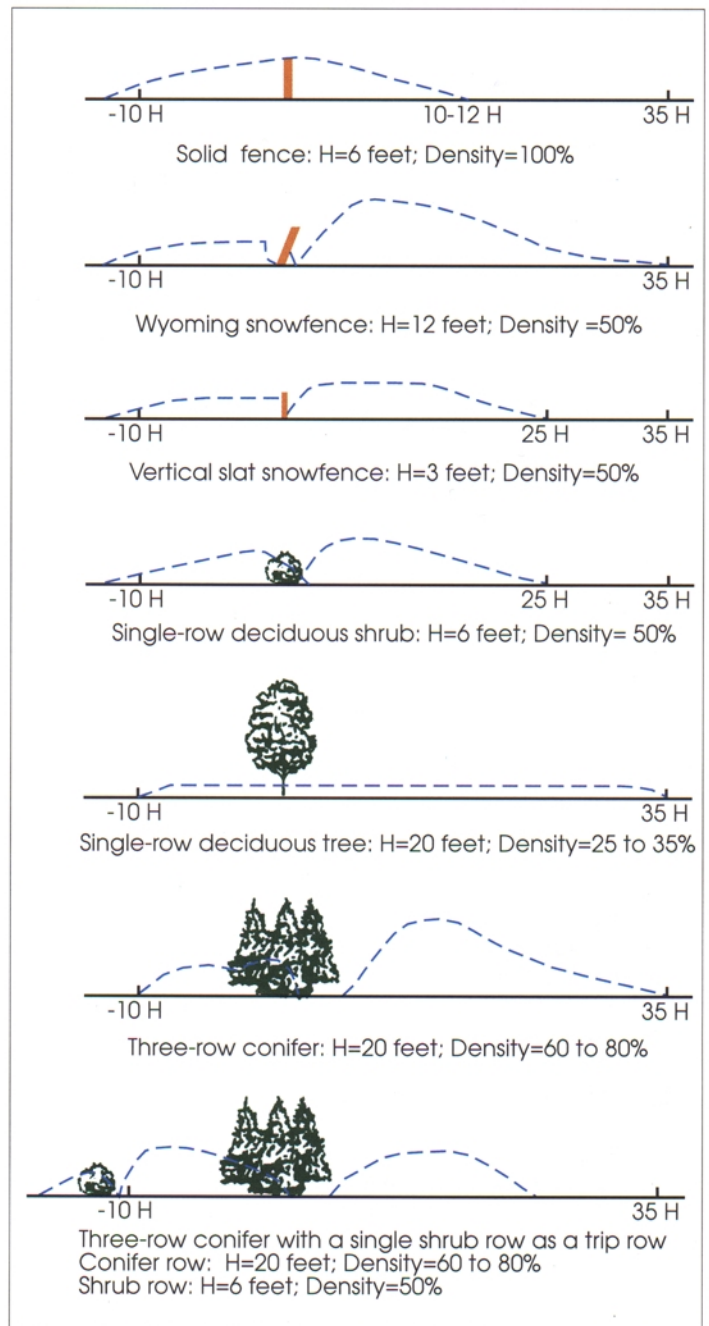 -10 H 10-12 H 35 H
Solid fence: H=6 feet; Density=100%
-10 H 35 H
Wyoming snowfence: H=12 feet; Density =50%
-10 H 25 H 35 H
Vertical slat snowfence: H=3 feet; Density=50%
-10 H 25 H 35 H
Single-row deciduous shrub: H=6 feet; Density= 50%
-10 H 35 H
Single-row deciduous tree: H=20 feet; Density=25 to 35%
-10 H 35 H
Three-row conifer: H=20 feet; Density=60 to 80%
-10 H 35 H
Three-row conifer with a single shrub row as a trip row
Conifer row: H=20 feet; Density=60 to 80%
Shrub row: H=6 feet; Density=50%